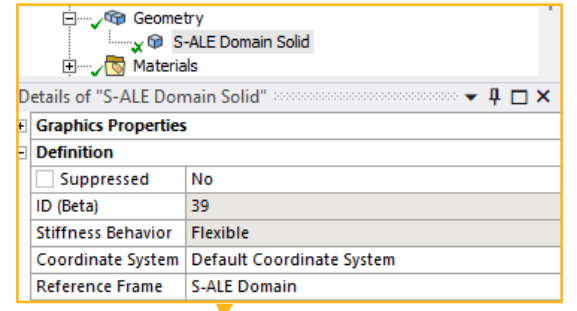 Geometry
S-ALE Domain Solid
Materials
Details of "S-ALE Domain Solid"
Graphics Properties
Definition
Suppressed No
ID (Beta) 39
Stiffness Behavior Flexible
Coordinate System Default Coordinate System
Reference Frame S-ALE Domain